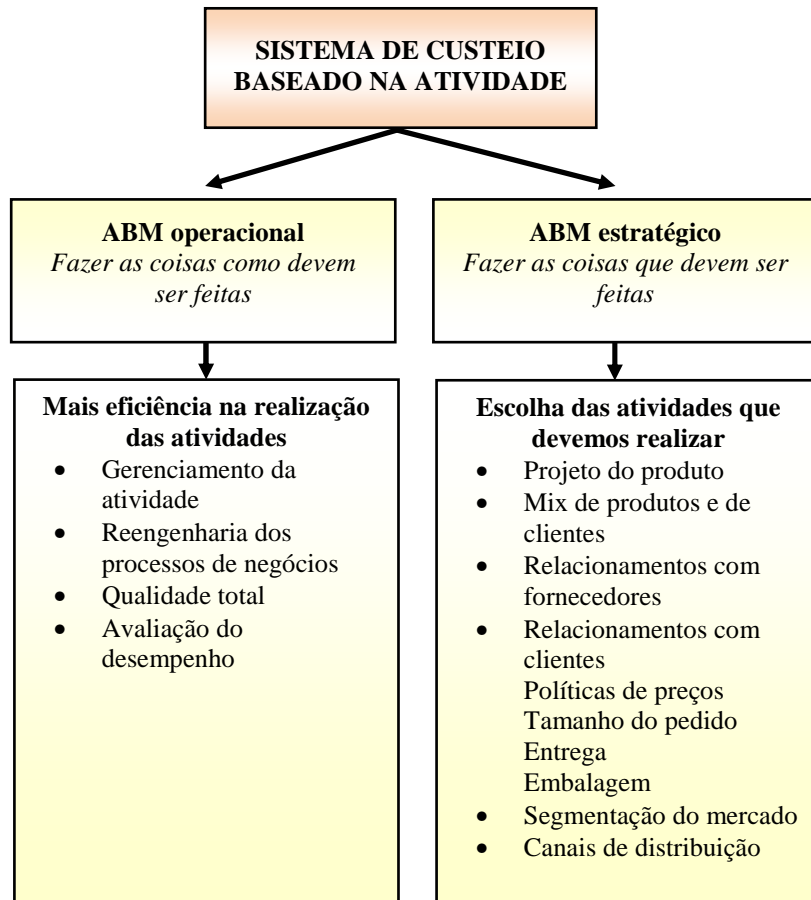 SISTEMA DE CUSTEIO
BASEADO NA ATIVIDADE
ABM operacional
Fazer as coisas como devem
ser feitas
ABM estratégico
Fazer as coisas que devem ser
feitas
Mais eficiência na realização
das atividades
• Gerenciamento da
atividade
• Reengenharia dos
processos de negócios
• Qualidade total
• Avaliação do
desempenho
Escolha das atividades que
devemos realizar
• Projeto do produto
• Mix de produtos e de
clientes
• Relacionamentos com
fornecedores
• Relacionamentos com
clientes
Políticas de preços
Tamanho do pedido
Entrega
Embalagem
• Segmentação do mercado
• Canais de distribuição